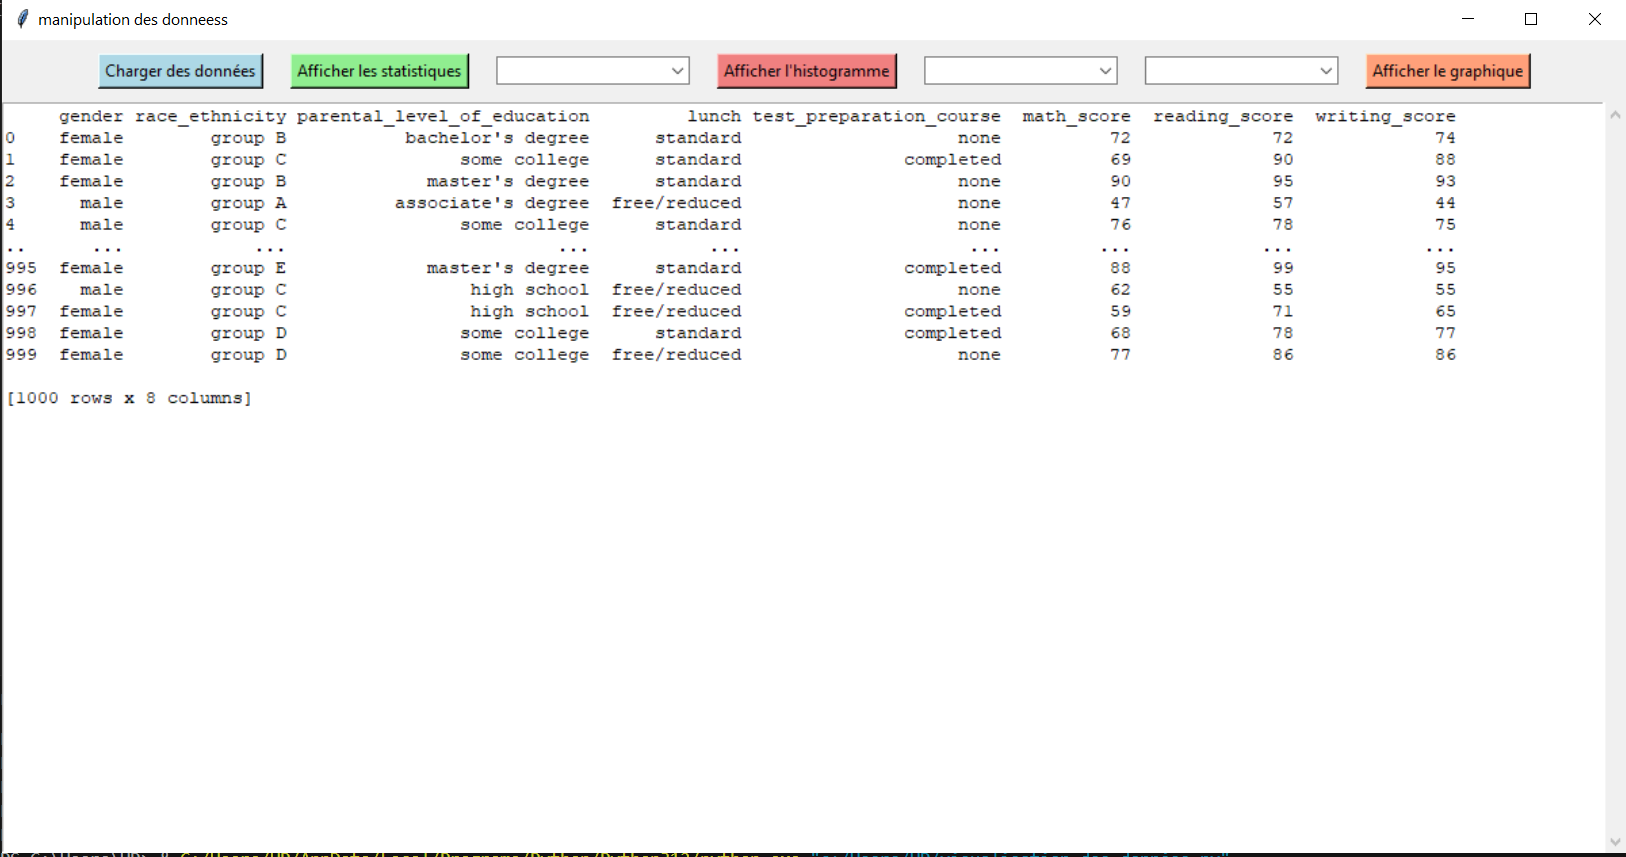 manipulation des donneess
Charger des données Afficher les statistiques Afficher l'histogramme Afficher le graphique
gender race_ethnicity parental_level_of_education lunch test_preparation_course math_score reading_score writing_score
0 female group B bachelor's degree standard none 72 72 74
1 female group C some college standard completed 69 90 88
2 female group B master's degree standard none 90 95 93
3 male group A associate's degree free/reduced none 47 57 44
4 male group C some college standard none 76 78 75
.. ... ... ... ... ... ... ... ...
995 female group E master's degree standard completed 88 99 95
996 male group C high school free/reduced none 62 55 55
997 female group C high school free/reduced completed 59 71 65
998 female group D some college standard completed 68 78 77
999 female group D some college free/reduced none 77 86 86
[1000 rows x 8 columns]